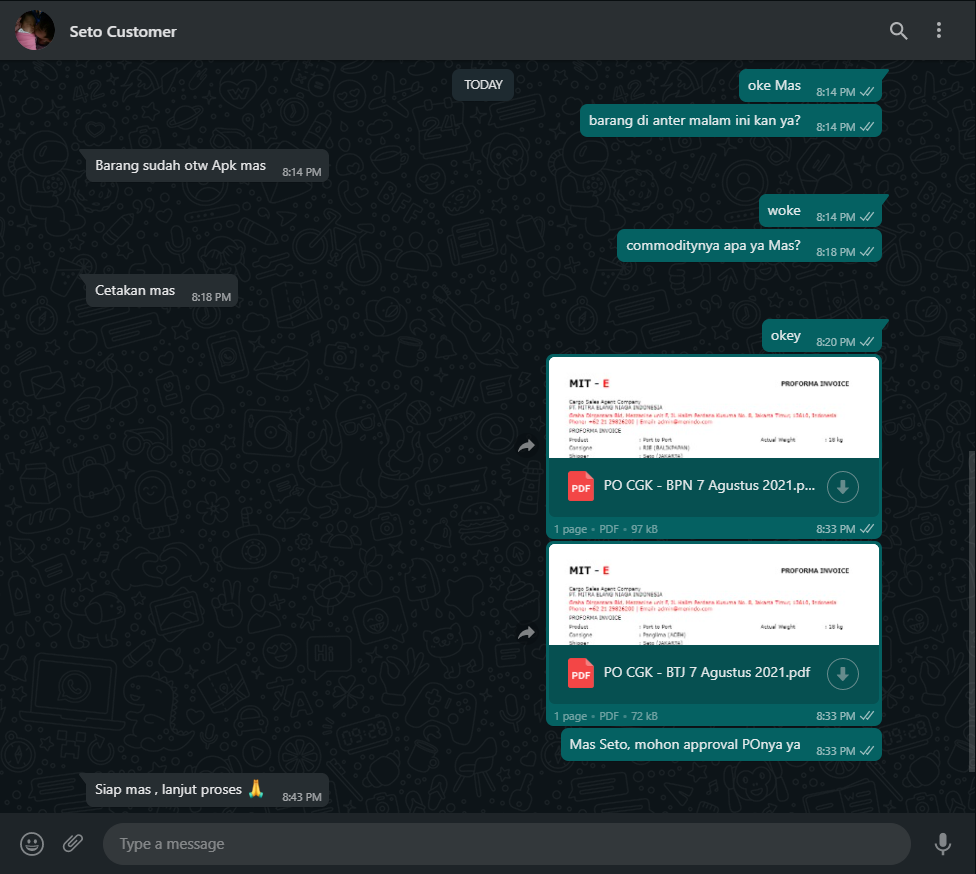 Seto Customer
TODAY
oke Mas 8:14 PM
barang di anter malam ini kan ya? 8:14 PM
Barang sudah otw Apk mas 8:14 PM
woke 8:14 PM
commoditynya apa ya Mas? 8:18 PM
Cetakan mas 8:18 PM
okey 8:20 PM
MIT - E PROFORMA INVOICE
Cargo Sales Agent Company
PT. MITRA ELANG NIAGA INDONESIA
PROFORMA INVOICE
Product : Port to Port Actual Weight : 18 kg
Consigne (BALIKPAPAN)
Shipper : Seto (JAKARTA)
PDF PO CGK - BPN 7 Agustus 2021.p...
1 page • PDF • 97 kB 8:33 PM
MIT - E PROFORMA INVOICE
Cargo Sales Agent Company
PT. MITRA ELANG NIAGA INDONESIA
PROFORMA INVOICE
Product : Port to Port Actual Weight : 18 kg
Consigne : Panglima (ACEH)
Shipper : Seto (JAKARTA)
PDF PO CGK - BTJ 7 Agustus 2021.pdf
1 page • PDF • 72 kB 8:33 PM
Mas Seto, mohon approval POnya ya 8:33 PM
Siap mas , lanjut proses 🙏 8:43 PM
Type a message